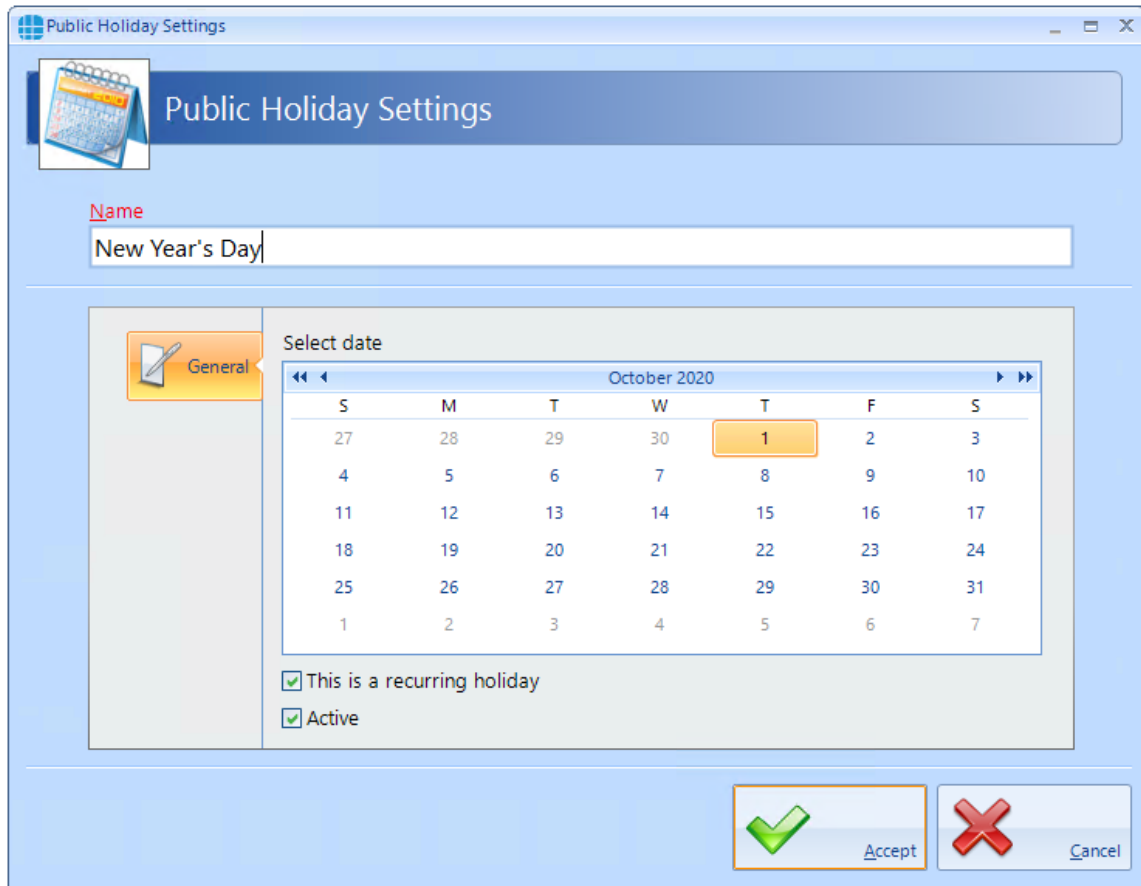 Public Holiday Settings
Public Holiday Settings
Name
New Year's Day
General
Select date
October 2020
S M T W T F S
27 28 29 30 1 2 3
4 5 6 7 8 9 10
11 12 13 14 15 16 17
18 19 20 21 22 23 24
25 26 27 28 29 30 31
1 2 3 4 5 6 7
This is a recurring holiday
Active
Accept
Cancel